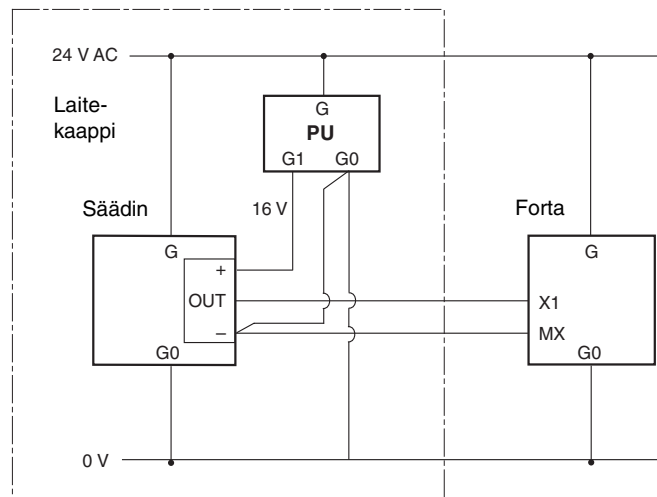 24 V AC
Laite-
kaappi
G
PU
G1 G0
Säädin
16 V
Forta
G
+
OUT
–
G0
G
X1
MX
G0
0 V